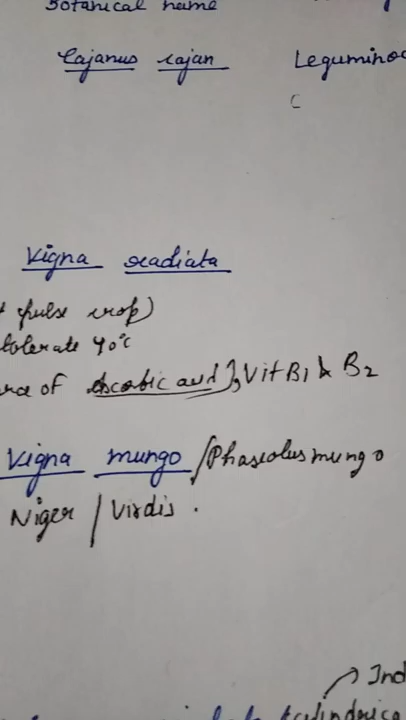 Botanical name
Cajanus cajan Legumino
C
Vigna radiata
pulse crop)
tolerate 40°C
of Ascorbic acid], Vit B1 & B2
Vigna mungo / Phaseolus mungo
Niger / Virdis .
→ Ind